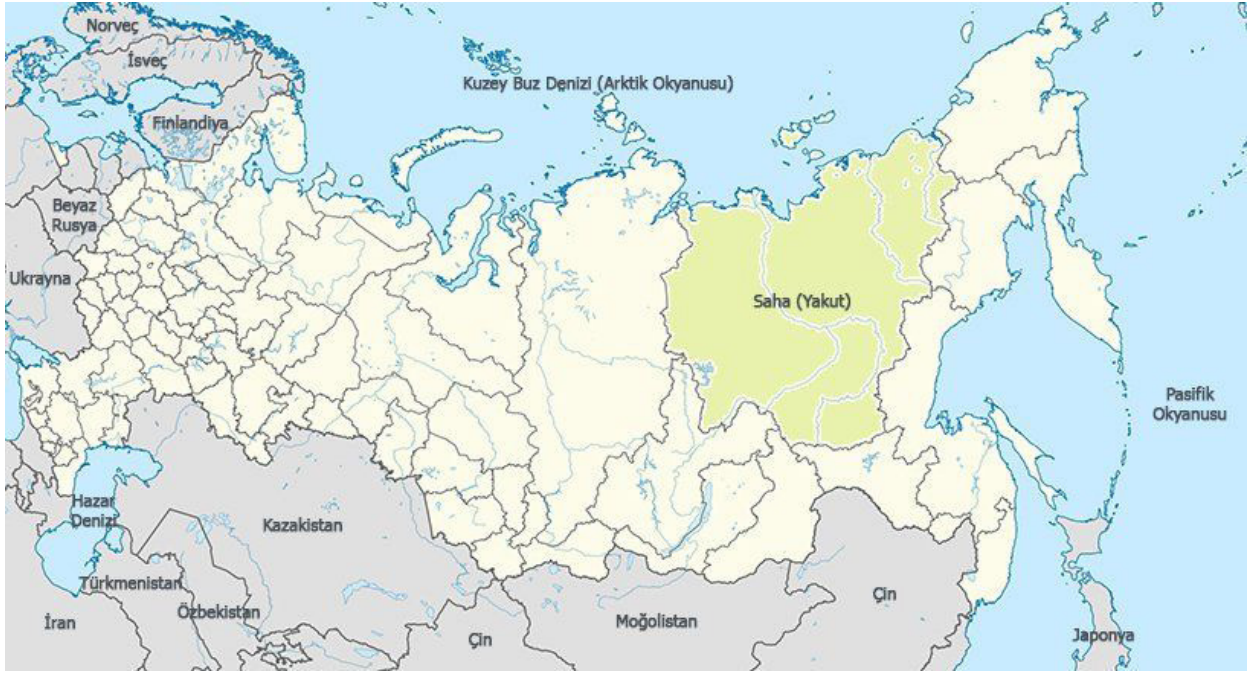 Norveç
İsveç
Kuzey Buz Denizi (Arktik Okyanusu)
Finlandiya
Beyaz
Rusya
Ukrayna
Saha (Yakut)
Pasifik
Okyanusu
Hazar
Denizi
Kazakistan
Türkmenistan
Özbekistan
İran
Çin
Moğolistan
Çin
Japonya